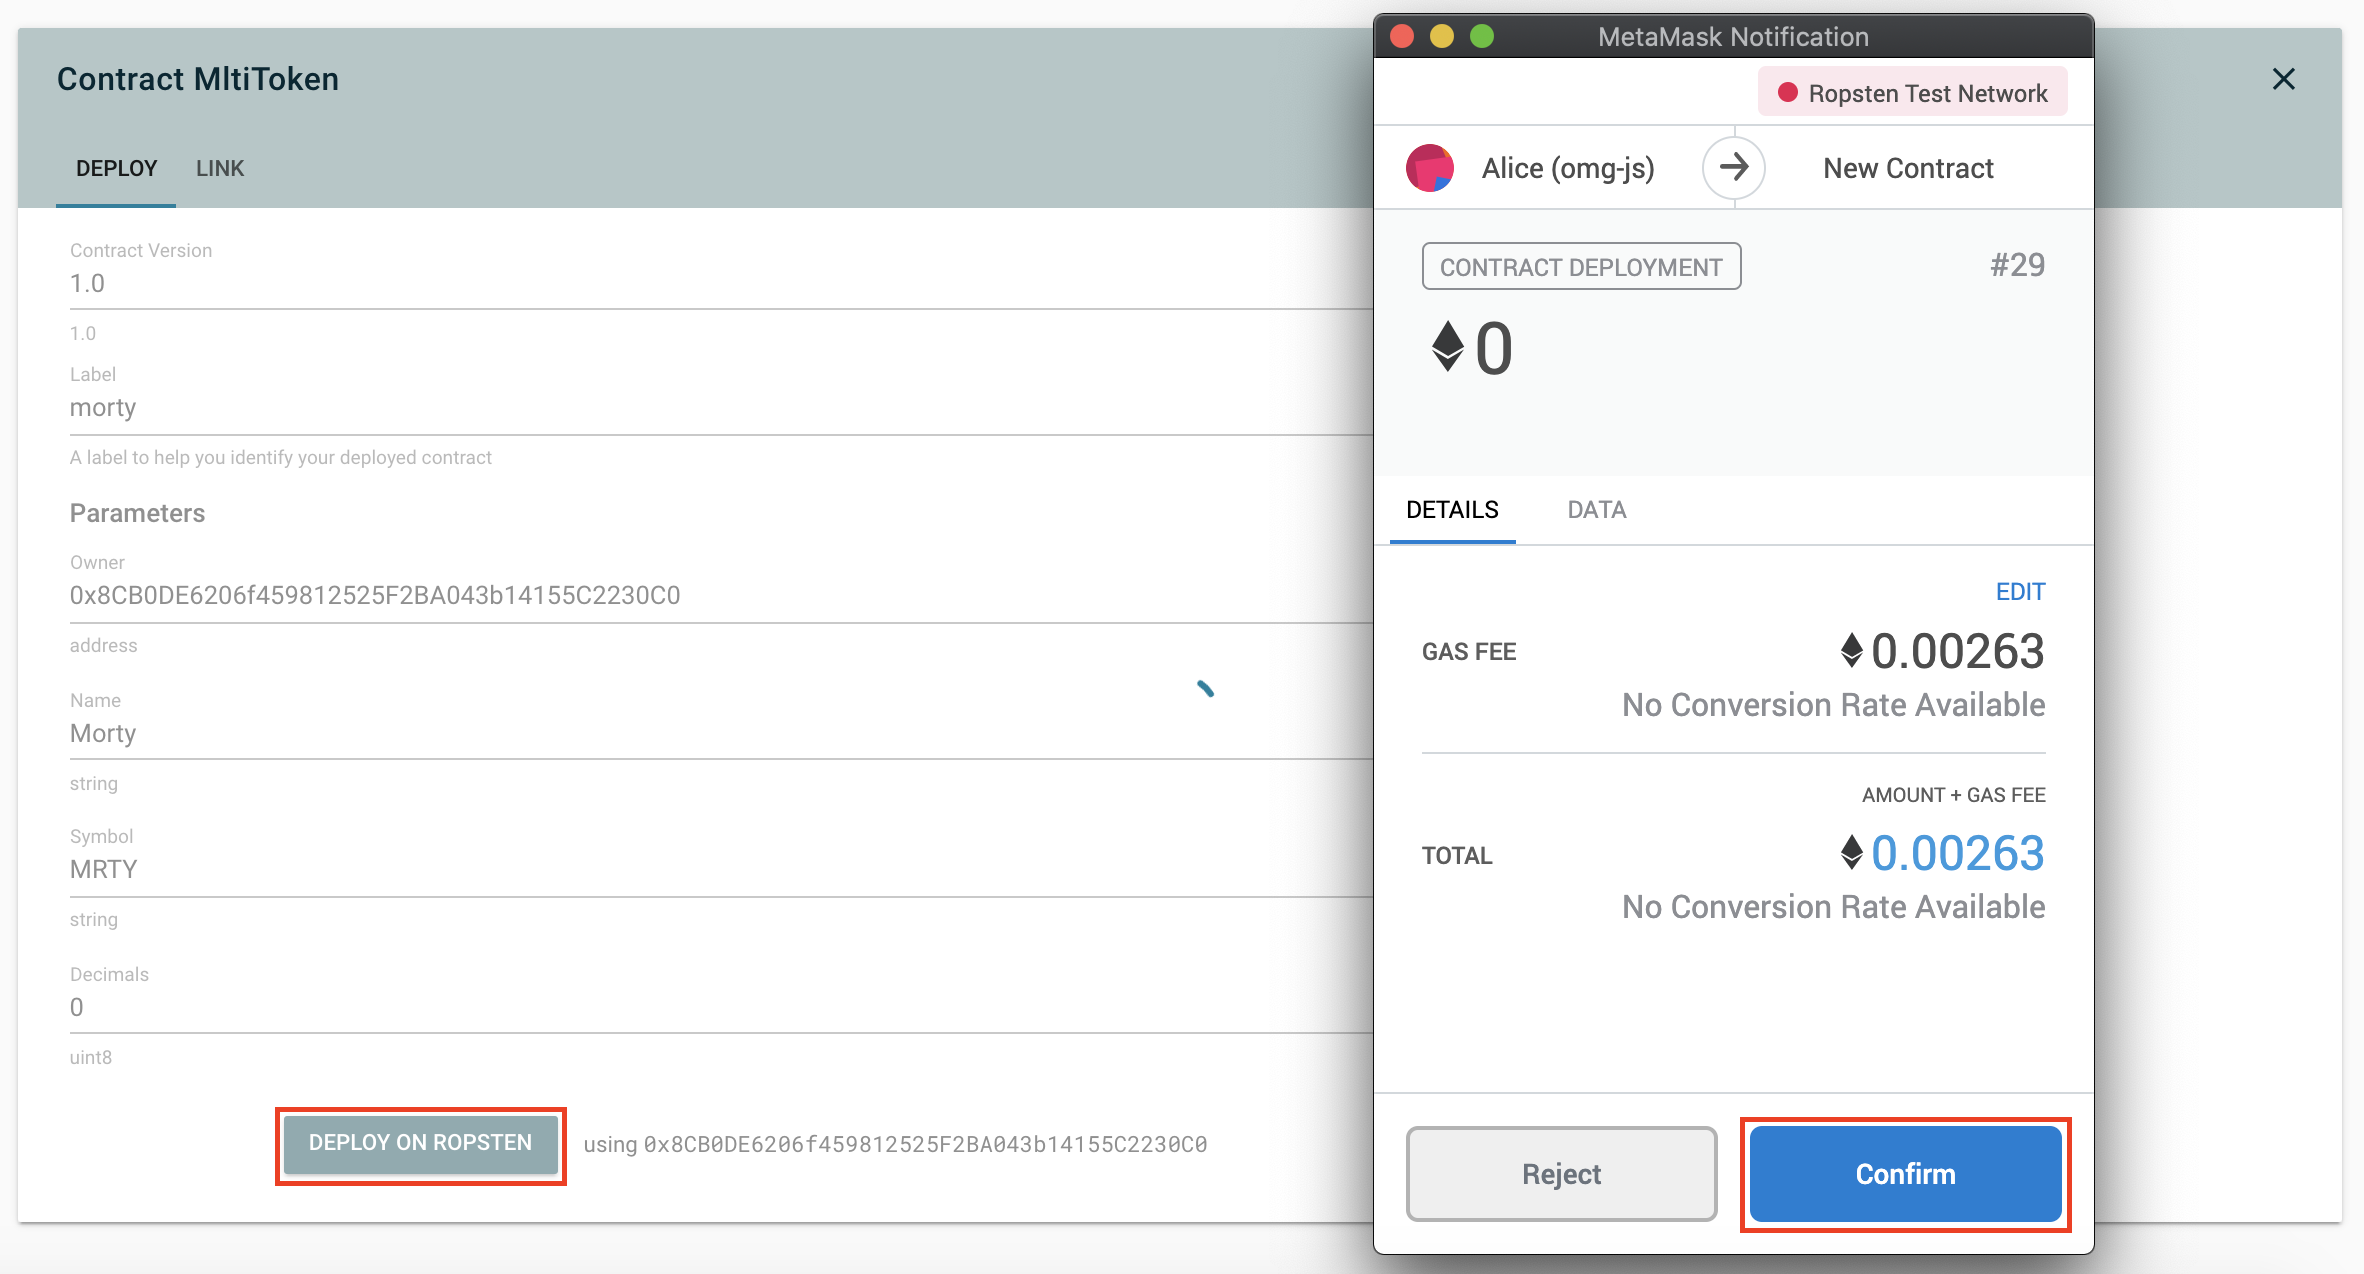 Contract MltiToken
DEPLOY LINK
Contract Version
1.0
1.0
Label
morty
A label to help you identify your deployed contract
Parameters
Owner
0x8CB0DE6206f459812525F2BA043b14155C2230C0
address
Name
Morty
string
Symbol
MRTY
string
Decimals
0
uint8
DEPLOY ON ROPSTEN using 0x8CB0DE6206f459812525F2BA043b14155C2230C0
MetaMask Notification
Ropsten Test Network
Alice (omg-js) New Contract
CONTRACT DEPLOYMENT #29
0
DETAILS DATA
EDIT
GAS FEE 0.00263
No Conversion Rate Available
AMOUNT + GAS FEE
TOTAL 0.00263
No Conversion Rate Available
Reject Confirm